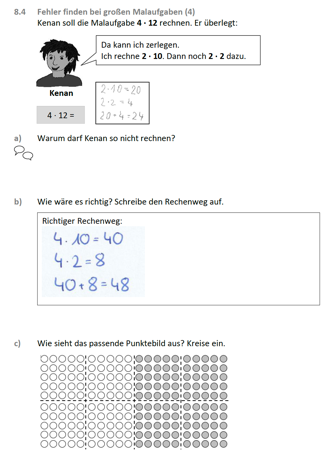 8.4 Fehler finden bei großen Malaufgaben (4)
Kenan soll die Malaufgabe 4 · 12 rechnen. Er überlegt:
Da kann ich zerlegen.
Ich rechne 2 · 10. Dann noch 2 · 2 dazu.
Kenan
4 · 12 =
2·10=20
2·2=4
20+4=24
a) Warum darf Kenan so nicht rechnen?
b) Wie wäre es richtig? Schreibe den Rechenweg auf.
Richtiger Rechenweg:
4·10=40
4·2=8
40+8=48
c) Wie sieht das passende Punktebild aus? Kreise ein.